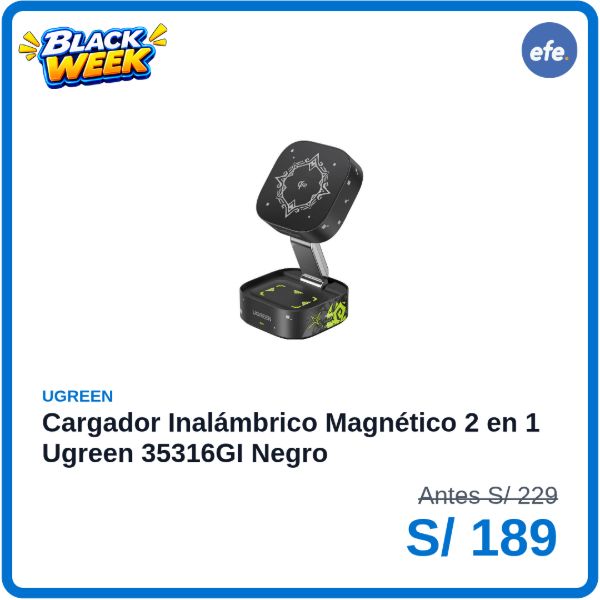 BLACK
WEEK
efe.
UGREEN
UGREEN
Cargador Inalámbrico Magnético 2 en 1
Ugreen 35316GI Negro
Antes S/ 229
S/ 189